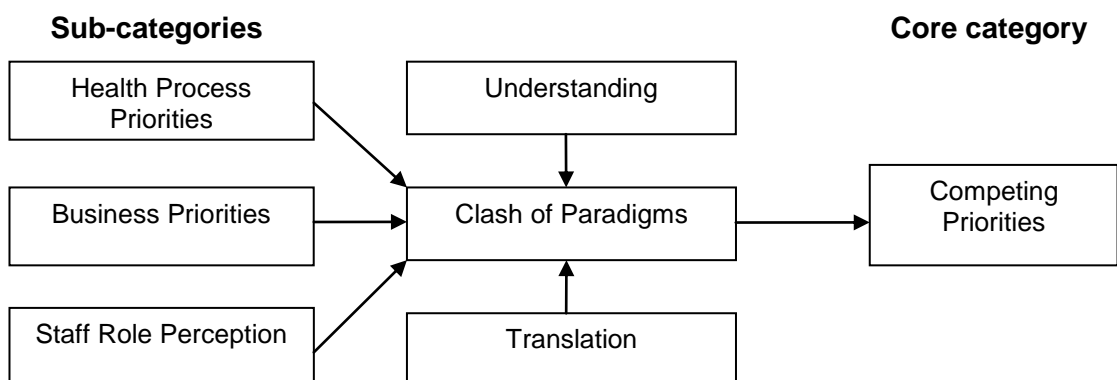 Sub-categories
Core category
Health Process
Priorities
Understanding
Business Priorities
Clash of Paradigms
Competing
Priorities
Staff Role Perception
Translation